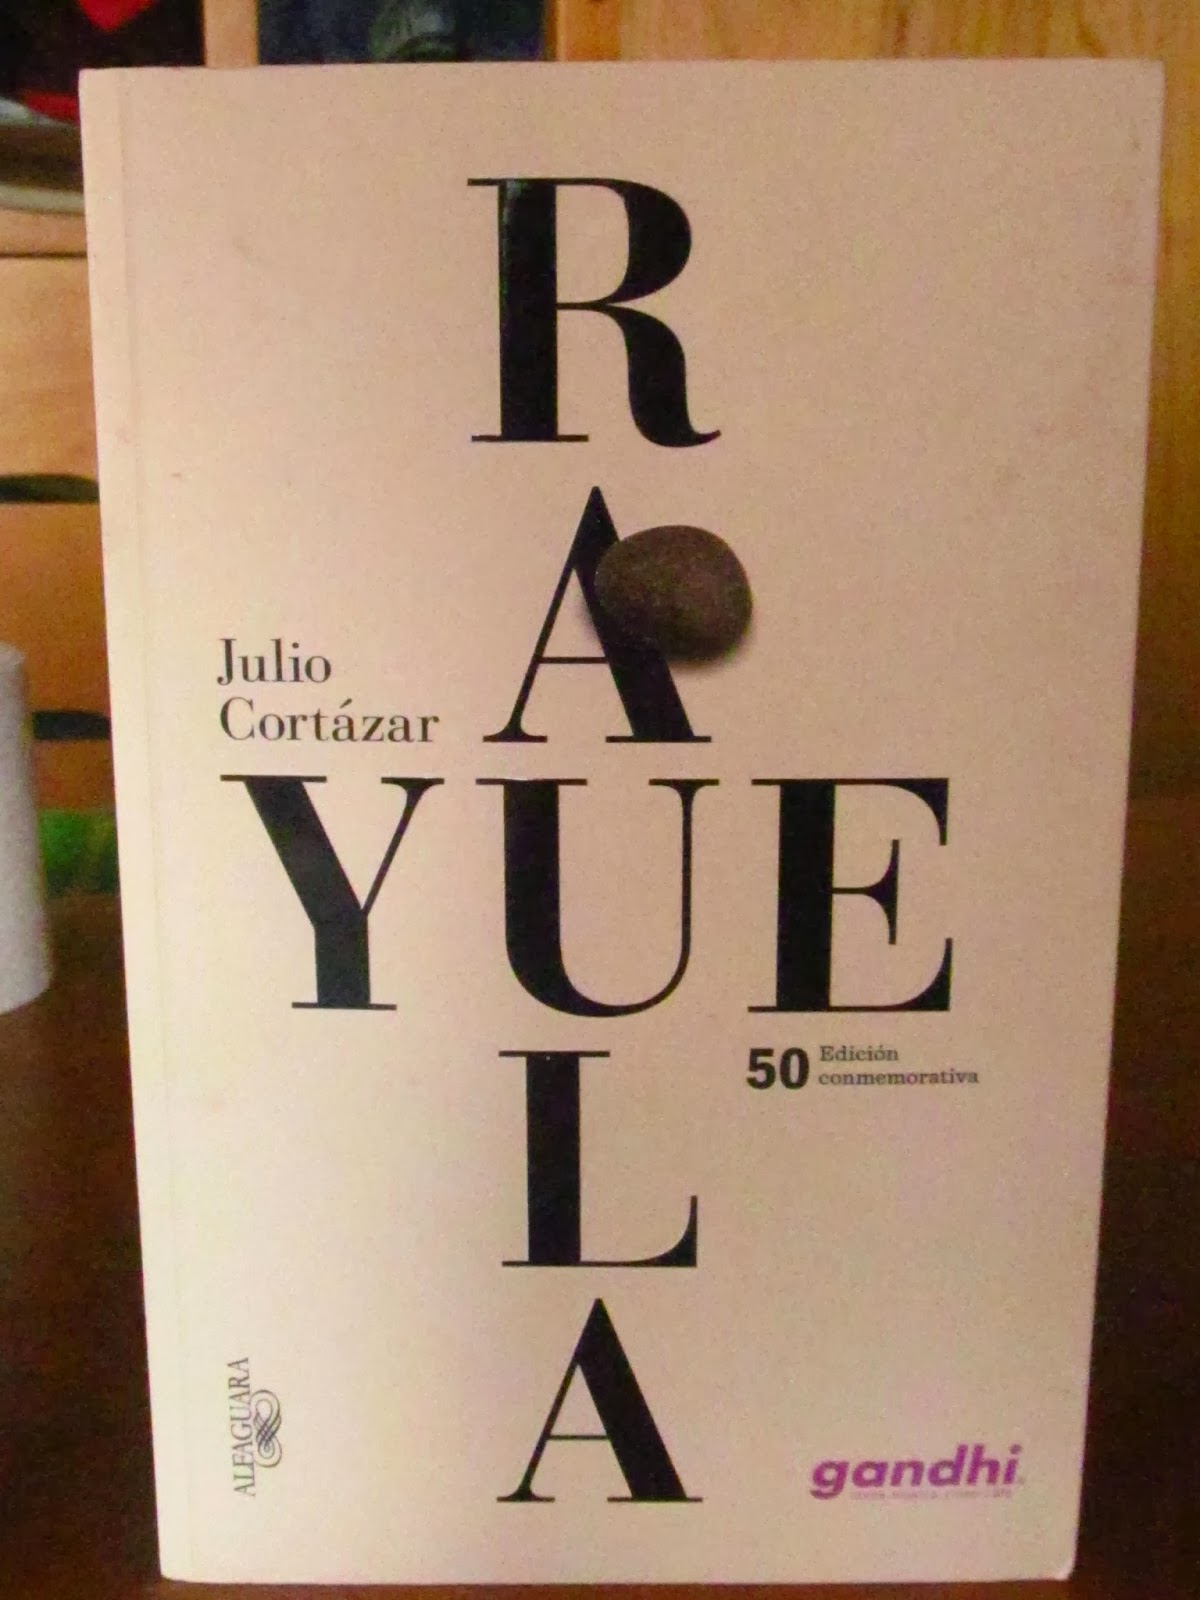 R
A
Julio
Cortázar
YUE
50 Edición
conmemorativa
L
A
ALFAGUARA
gandhi